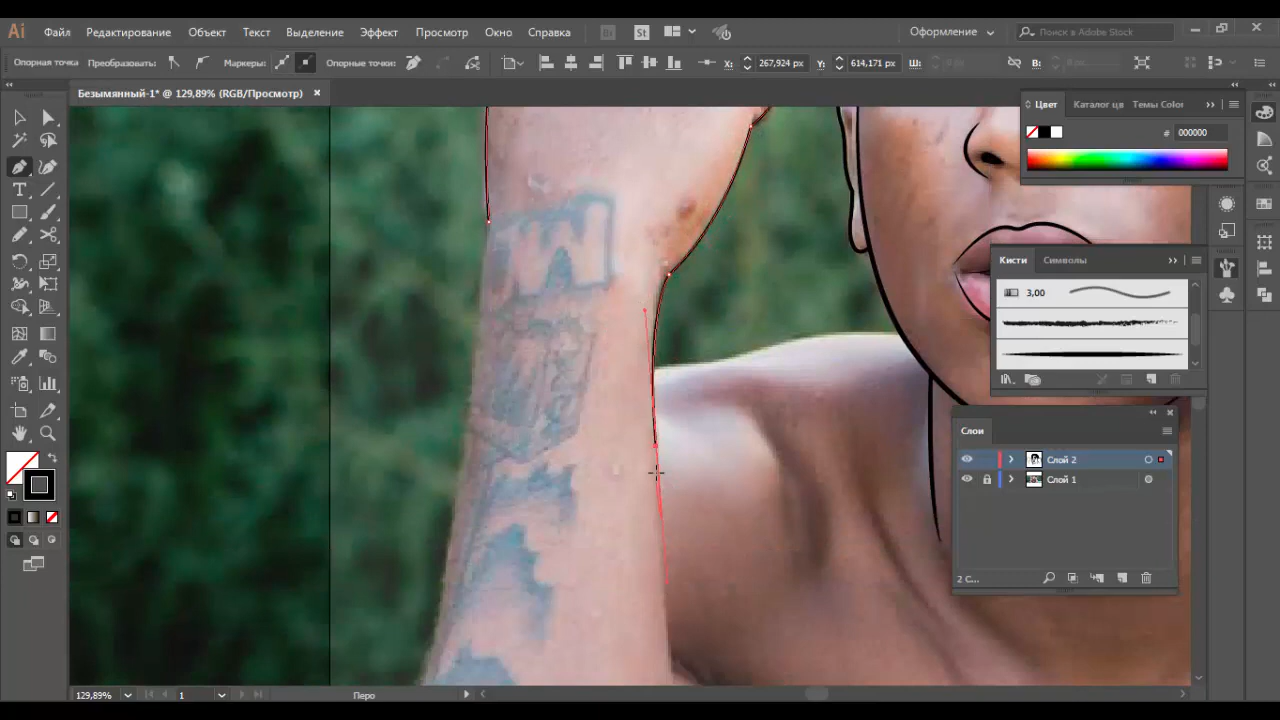 Ai Файл Редактирование Объект Текст Выделение Эффект Просмотр Окно Справка Br St Оформление Поиск в Adobe Stock
Опорная точка Преобразовать: Маркеры: Опорные точки: X: 267,924 px Y: 614,171 px Ш: В:
Безымянный-1* @ 129,89% (RGB/Просмотр) ×
Цвет Каталог цв Темы Color
# 000000
Кисти Символы
3,00
Слои
Слой 2
Слой 1
2 С...
129,89% 1 Перо